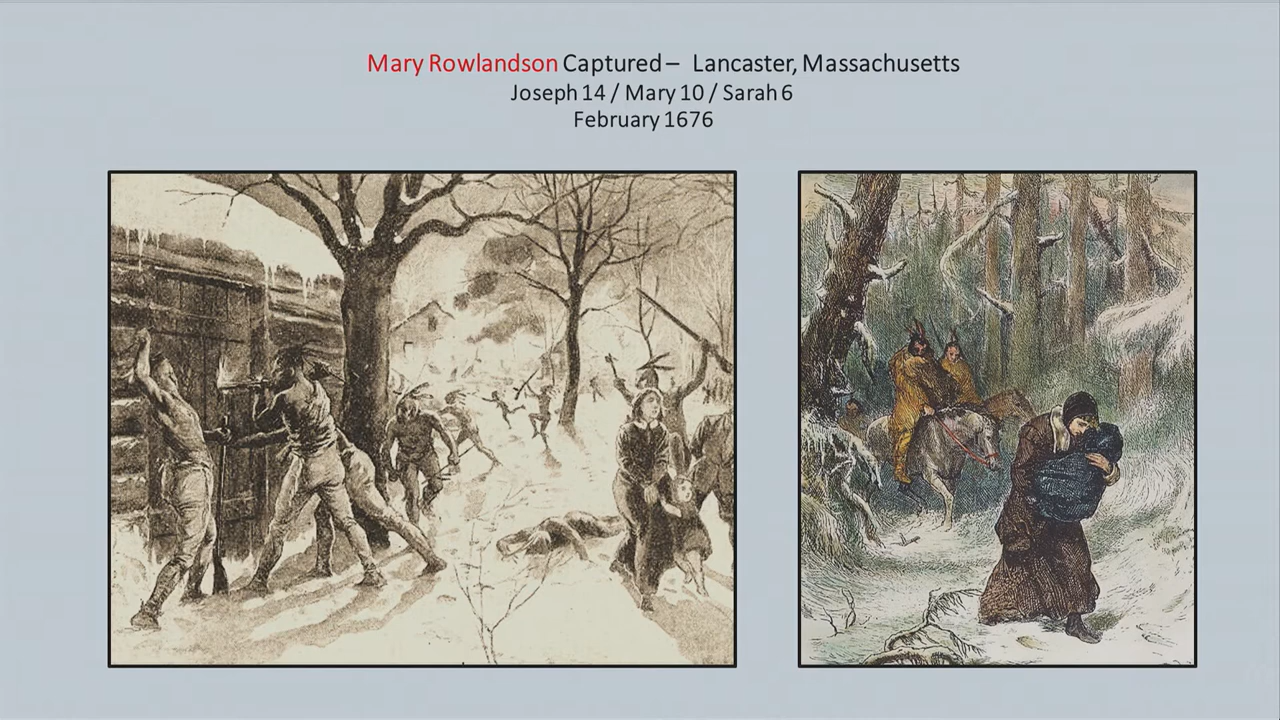 Mary Rowlandson Captured – Lancaster, Massachusetts
Joseph 14 / Mary 10 / Sarah 6
February 1676